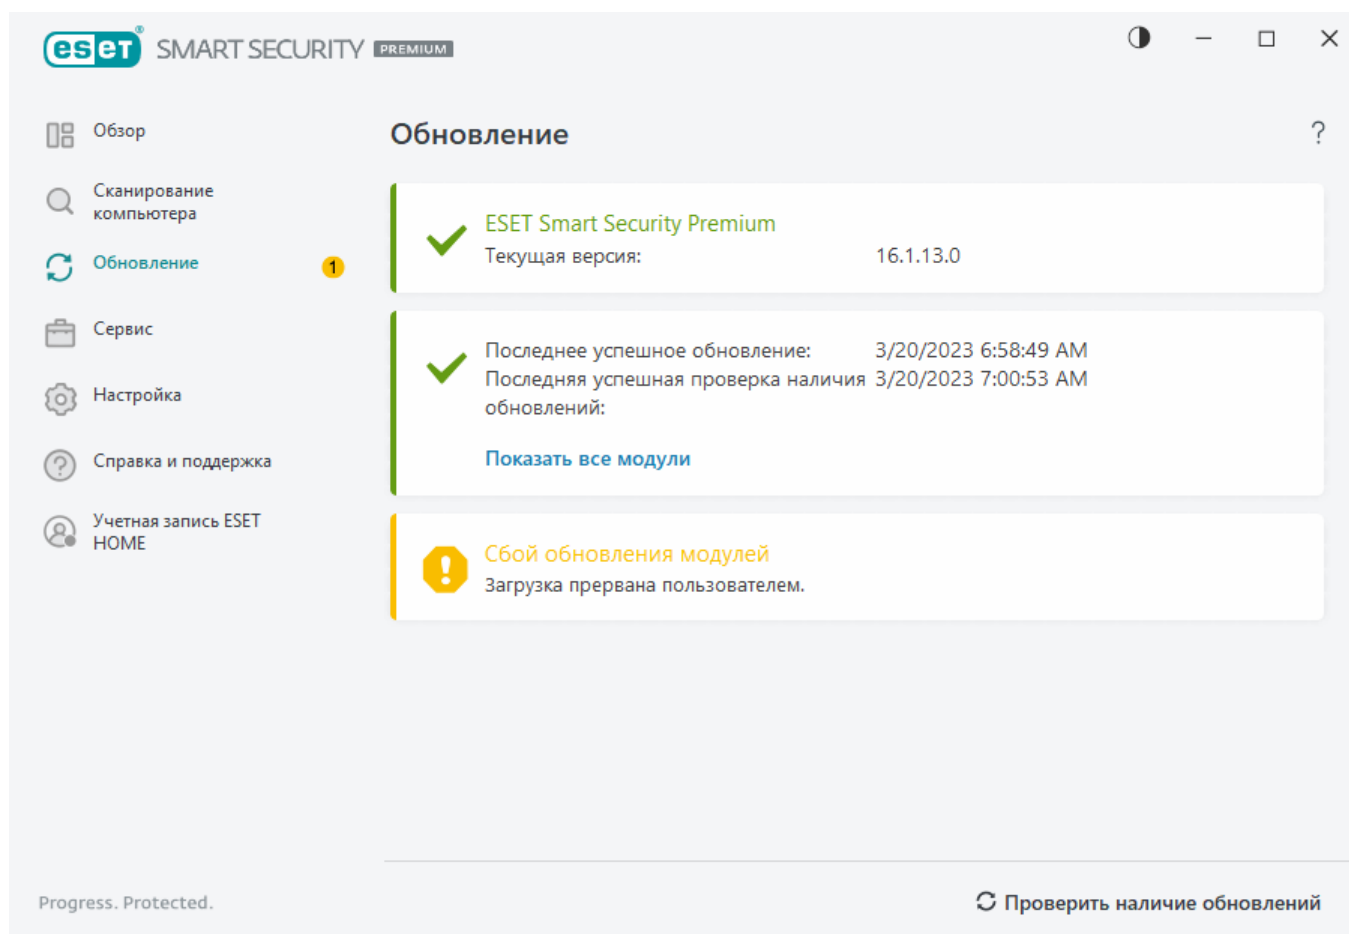 eset® SMART SECURITY PREMIUM
Обзор
Сканирование
компьютера
Обновление 1
Сервис
Настройка
Справка и поддержка
Учетная запись ESET
HOME
Обновление ?
ESET Smart Security Premium
Текущая версия: 16.1.13.0
Последнее успешное обновление: 3/20/2023 6:58:49 AM
Последняя успешная проверка наличия 3/20/2023 7:00:53 AM
обновлений:
Показать все модули
Сбой обновления модулей
Загрузка прервана пользователем.
Progress. Protected.
Проверить наличие обновлений